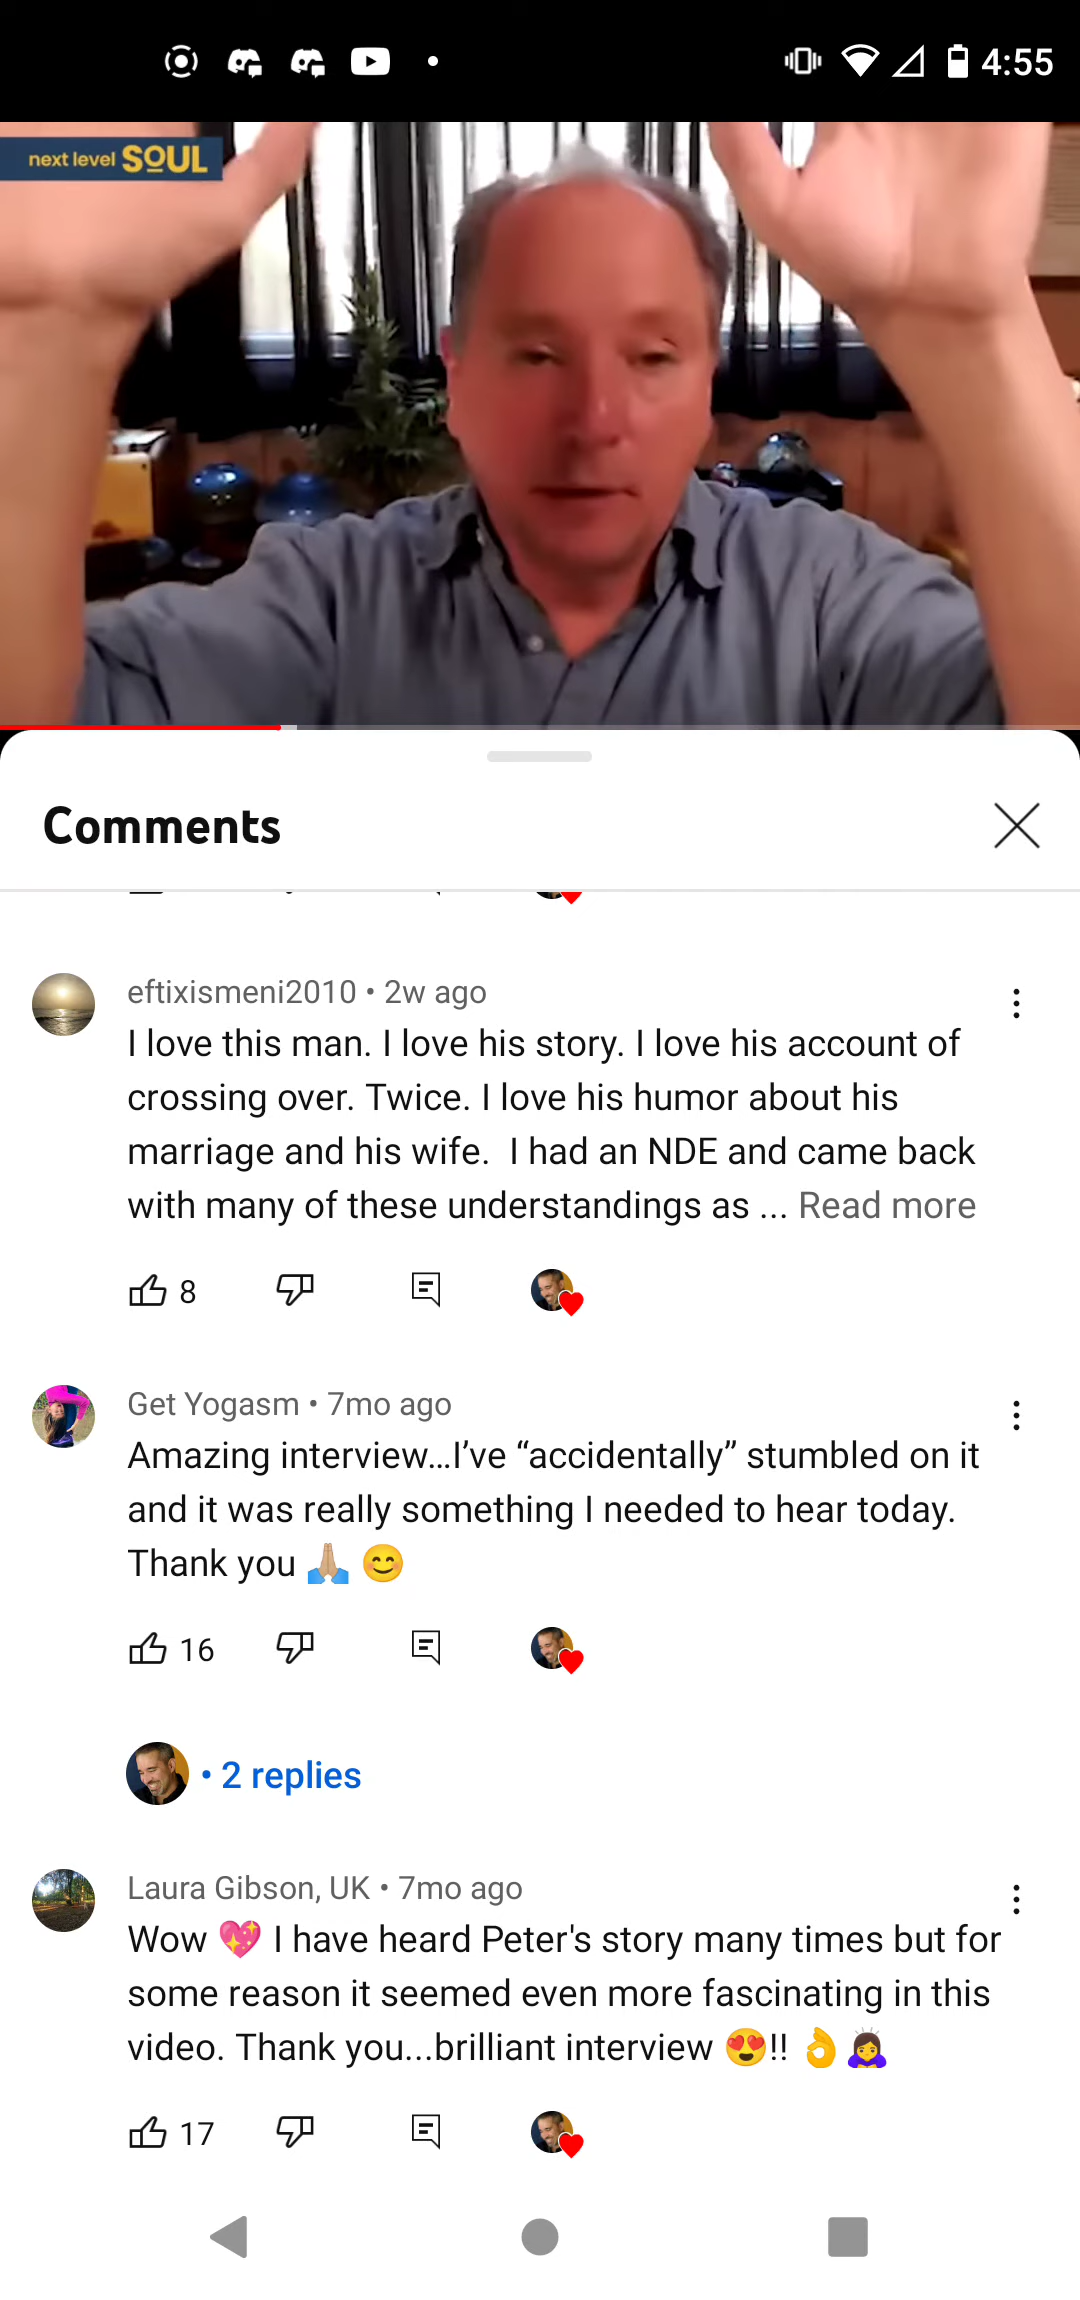 4:55
next level SOUL
Comments
eftixismeni2010 • 2w ago
I love this man. I love his story. I love his account of
crossing over. Twice. I love his humor about his
marriage and his wife.  I had an NDE and came back
with many of these understandings as ... Read more
8
Get Yogasm • 7mo ago
Amazing interview...I’ve “accidentally” stumbled on it
and it was really something I needed to hear today.
Thank you 🙏🏼 😊
16
• 2 replies
Laura Gibson, UK • 7mo ago
Wow 💖 I have heard Peter's story many times but for
some reason it seemed even more fascinating in this
video. Thank you...brilliant interview 😍!! 👌🙇‍♀️
17